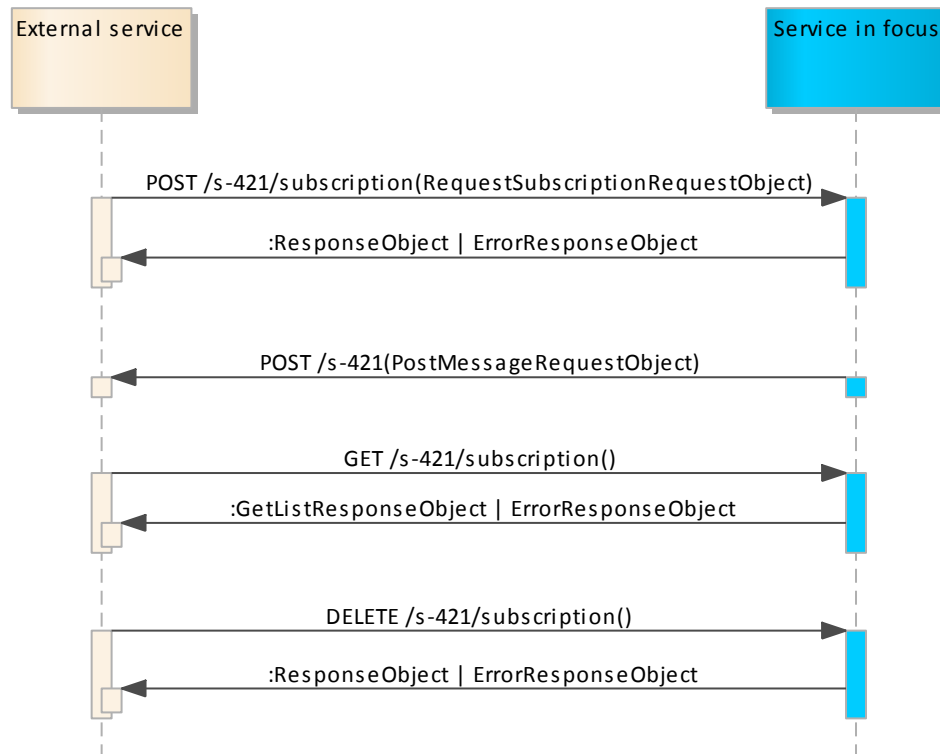 External service
Service in focus
POST /s-421/subscription(RequestSubscriptionRequestObject)
:ResponseObject | ErrorResponseObject
POST /s-421(PostMessageRequestObject)
GET /s-421/subscription()
:GetListResponseObject | ErrorResponseObject
DELETE /s-421/subscription()
:ResponseObject | ErrorResponseObject